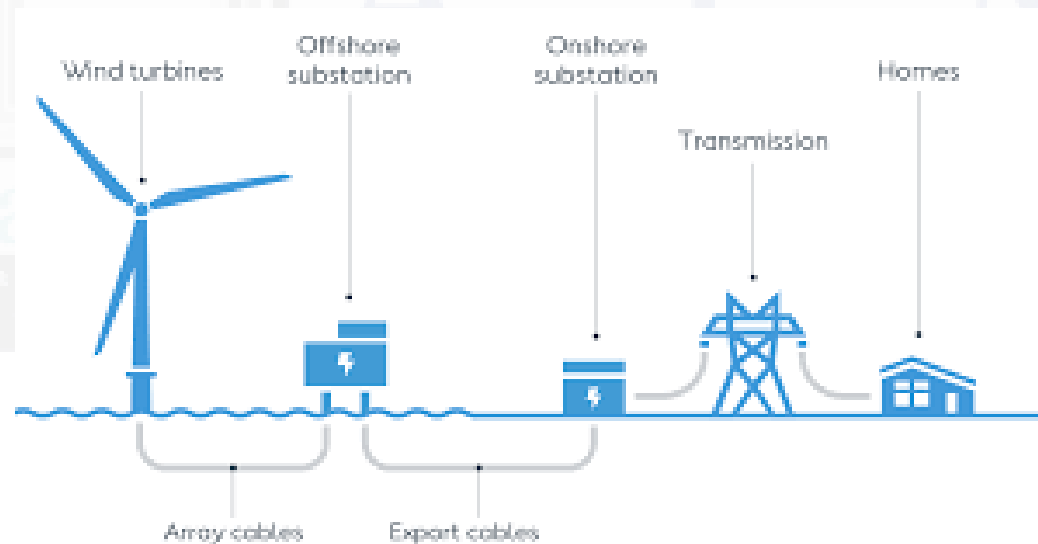 Wind turbines
Offshore
substation
Onshore
substation
Homes
Transmission
Array cables
Export cables